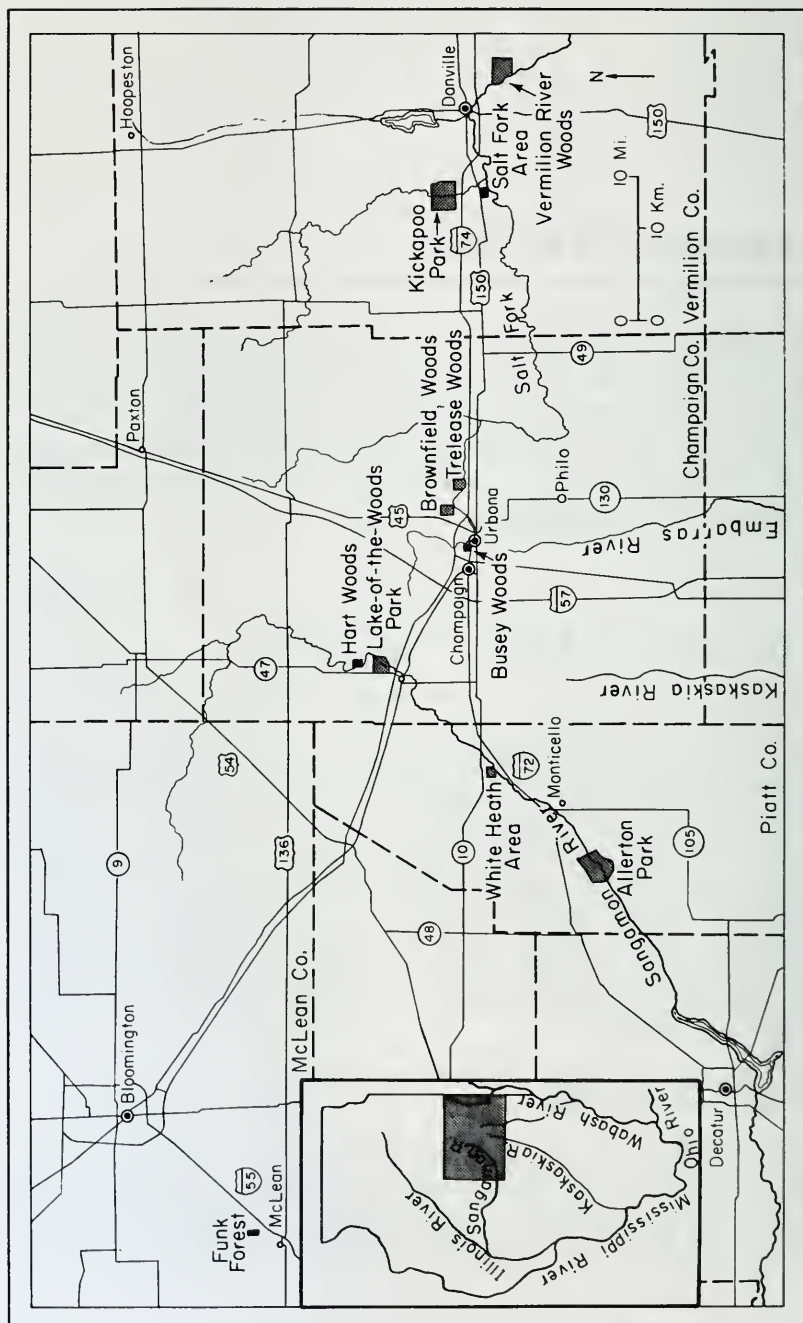 Hoopeston
Danville
Kickapoo
Park
Salt Fork
Area
Vermilion River
Woods
N
74
150
150
10 Mi.
10 Km.
0
0
Vermilion Co.
Champaign Co.
Salt Fork
49
Paxton
45
Brownfield Woods
Trelease Woods
Urbana
Philo
130
Embarras
River
Champaign
Busey Woods
57
Hart Woods
Lake-of-the-Woods
Park
47
Kaskaskia River
54
9
136
10
White Heath
Area
72
Monticello
Sangamon River
Allerton
Park
105
Piatt Co.
48
McLean Co.
Bloomington
55
Funk
Forest
McLean
Decatur
Illinois River
Sangamon R.
Kaskaskia R.
Wabash River
Ohio River
Mississippi River